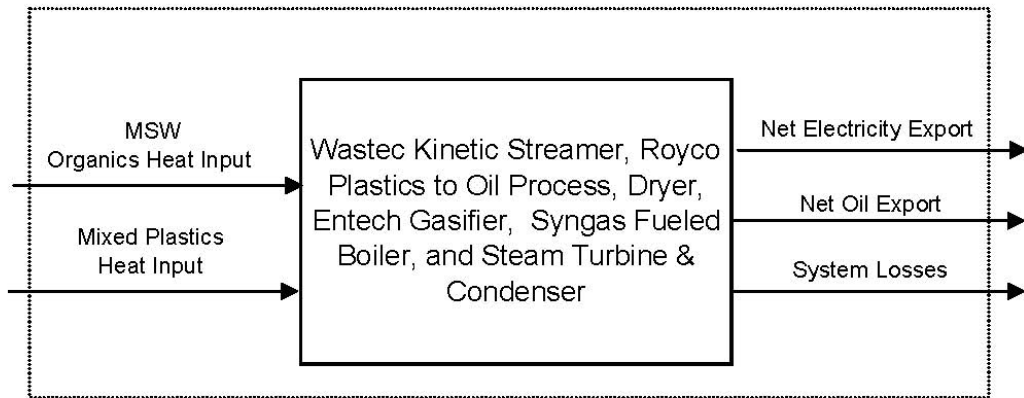 MSW
Organics Heat Input
Mixed Plastics
Heat Input
Wastec Kinetic Streamer, Royco
Plastics to Oil Process, Dryer,
Entech Gasifier, Syngas Fueled
Boiler, and Steam Turbine &
Condenser
Net Electricity Export
Net Oil Export
System Losses